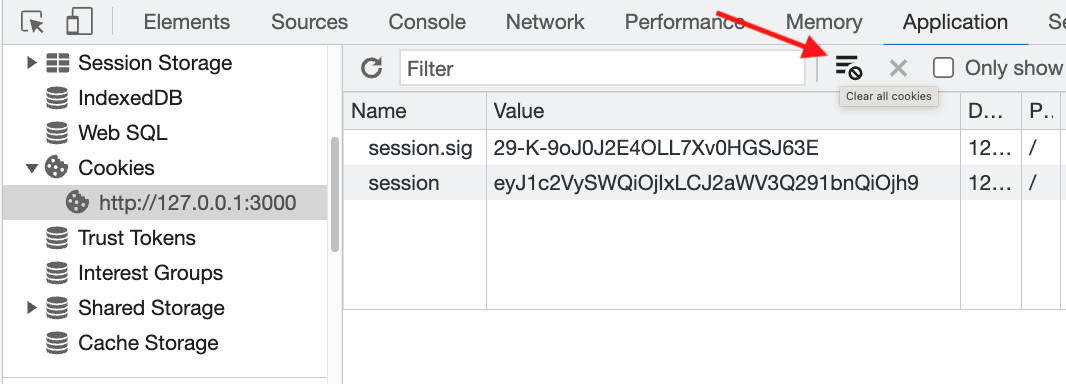 Elements Sources Console Network Performance Memory Application Se
Session Storage
IndexedDB
Web SQL
Cookies
http://127.0.0.1:3000
Trust Tokens
Interest Groups
Shared Storage
Cache Storage
Filter Only show
Clear all cookies
Name Value D... P..
session.sig 29-K-9oJ0J2E4OLL7Xv0HGSJ63E 12... /
session eyJ1c2VySWQiOjIxLCJ2aWV3Q291bnQiOjh9 12... /